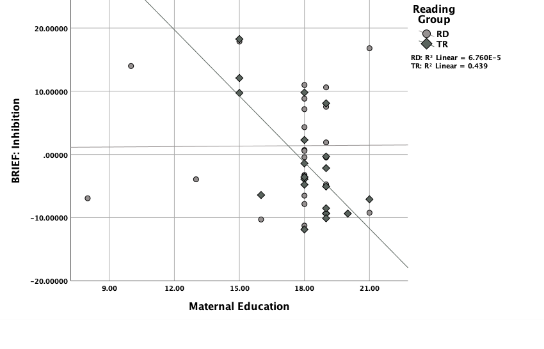 Reading
Group
RD
TR
RD: R² Linear = 6.760E-5
TR: R² Linear = 0.439
20.00000
10.00000
.00000
-10.00000
-20.00000
BRIEF: Inhibition
9.00 12.00 15.00 18.00 21.00
Maternal Education